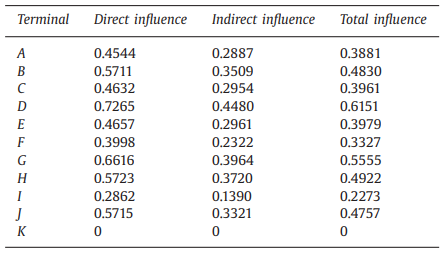 Terminal Direct influence Indirect influence Total influence
A 0.4544 0.2887 0.3881
B 0.5711 0.3509 0.4830
C 0.4632 0.2954 0.3961
D 0.7265 0.4480 0.6151
E 0.4657 0.2961 0.3979
F 0.3998 0.2322 0.3327
G 0.6616 0.3964 0.5555
H 0.5723 0.3720 0.4922
I 0.2862 0.1390 0.2273
J 0.5715 0.3321 0.4757
K 0 0 0